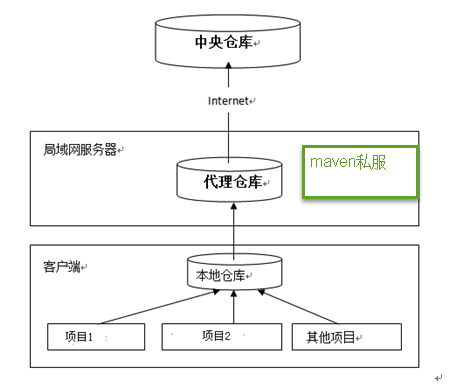 中央仓库
Internet
局域网服务器
maven私服
代理仓库
客户端
本地仓库
项目1
项目2
其他项目